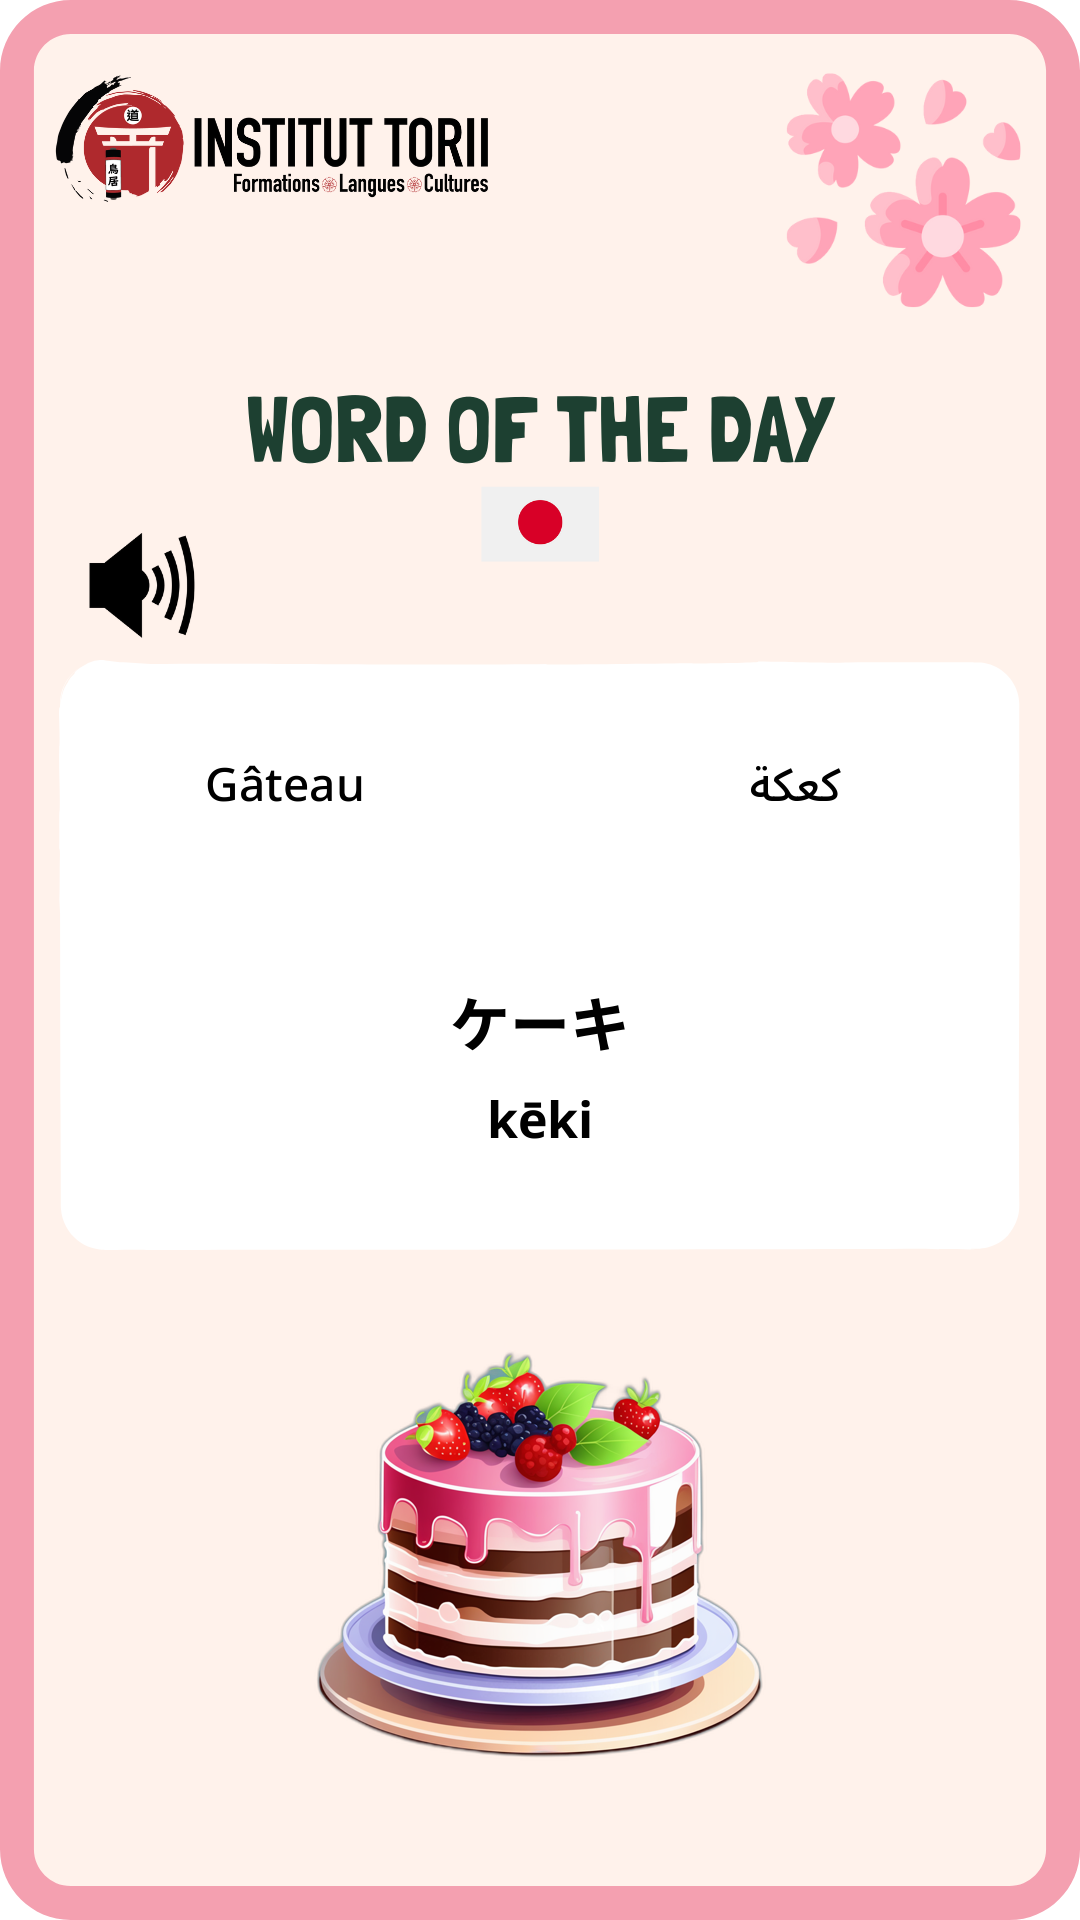 道
鳥居
INSTITUT TORII
Formations Langues Cultures
WORD OF THE DAY
Gâteau
كعكة
ケーキ
kēki